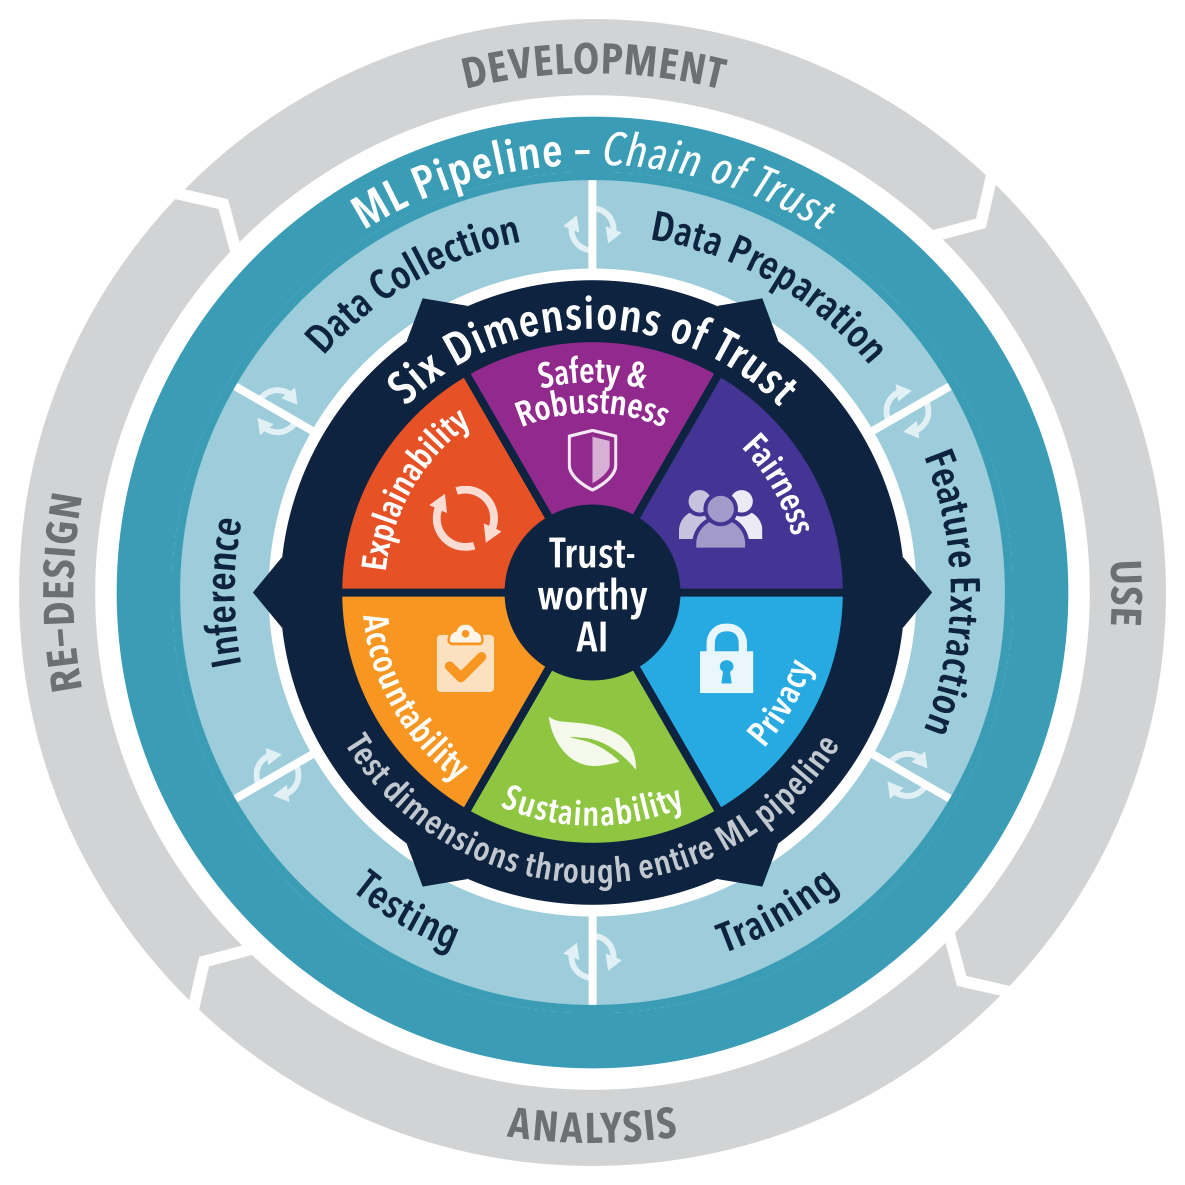 DEVELOPMENT
USE
ANALYSIS
RE-DESIGN
ML Pipeline – Chain of Trust
Data Collection
Data Preparation
Feature Extraction
Training
Testing
Inference
Six Dimensions of Trust
Safety &
Robustness
Fairness
Privacy
Sustainability
Accountability
Explainability
Trust-
worthy
AI
Test dimensions through entire ML pipeline